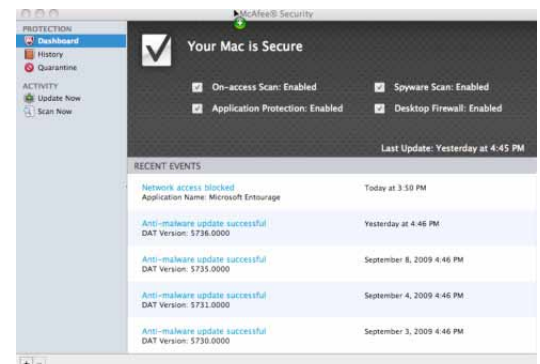 McAfee® Security
PROTECTION
Dashboard
History
Quarantine
ACTIVITY
Update Now
Scan Now
Your Mac is Secure
On-access Scan: Enabled
Spyware Scan: Enabled
Application Protection: Enabled
Desktop Firewall: Enabled
Last Update: Yesterday at 4:45 PM
RECENT EVENTS
Network access blocked
Today at 3:50 PM
Application Name: Microsoft Entourage
Anti-malware update successful
Yesterday at 4:46 PM
DAT Version: 5736.0000
Anti-malware update successful
September 8, 2009 4:46 PM
DAT Version: 5735.0000
Anti-malware update successful
September 4, 2009 4:46 PM
DAT Version: 5731.0000
Anti-malware update successful
September 3, 2009 4:46 PM
DAT Version: 5730.0000